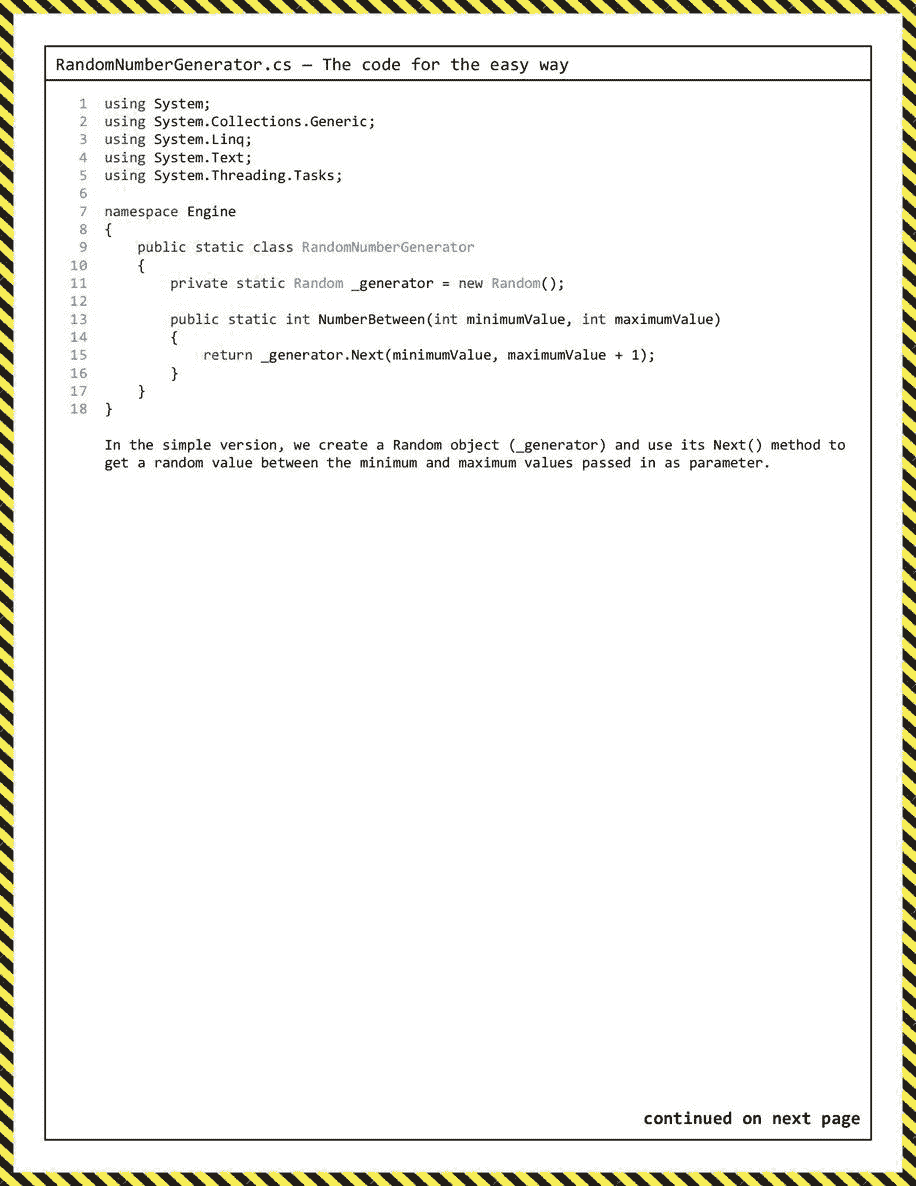 RandomNumberGenerator.cs – The code for the easy way
1 using System;
2 using System.Collections.Generic;
3 using System.Linq;
4 using System.Text;
5 using System.Threading.Tasks;
6
7 namespace Engine
8 {
9     public static class RandomNumberGenerator
10     {
11         private static Random _generator = new Random();
12
13         public static int NumberBetween(int minimumValue, int maximumValue)
14         {
15             return _generator.Next(minimumValue, maximumValue + 1);
16         }
17     }
18 }
In the simple version, we create a Random object (_generator) and use its Next() method to
get a random value between the minimum and maximum values passed in as parameter.
continued on next page